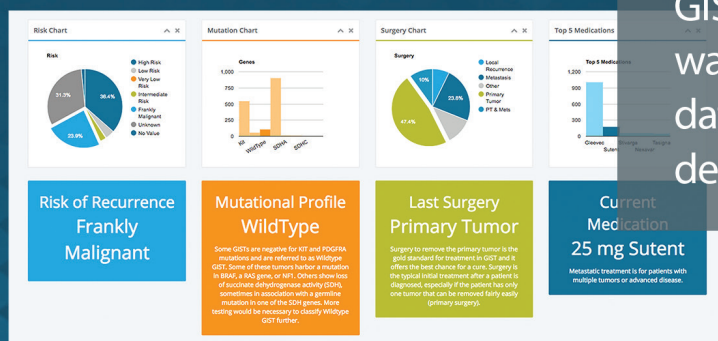 GIS
wa
da
de
Risk Chart
Risk
High Risk
Low Risk
Very Low
Risk
Intermediate
Risk
Frankly
Malignant
Unknown
No Value
31.3%
36.4%
23.9%
Mutation Chart
Genes
1,000
750
500
250
0
Kit
WildType
SDHA
SDHC
Surgery Chart
Surgery
Local
Recurrence
Metastasis
Other
Primary
Tumor
PT & Mets
10%
23.6%
47.4%
Top 5 Medications
Top 5 Medications
1,200
900
600
300
0
Gleevec
Sutent
Tasigna
Risk of Recurrence
Frankly
Malignant
Mutational Profile
WildType
Some GISTs are negative for KIT and PDGFRA
mutations and are referred to as Wildtype
GIST. Some of these tumors harbor a mutation
in BRAF, a RAS gene, or NF1. Others show loss
of succinate dehydrogenase activity (SDH),
sometimes in association with a germline
mutation in one of the SDH genes. More
testing would be necessary to classify Wildtype
GIST further.
Last Surgery
Primary Tumor
Surgery to remove the primary tumor is the
gold standard for treatment in GIST and it
offers the best chance for a cure. Surgery is
the typical initial treatment after a patient is
diagnosed, especially if the patient has only
one tumor that can be removed fairly easily
(primary surgery).
Current
Medication
25 mg Sutent
Metastatic treatment is for patients with
multiple tumors or advanced disease.